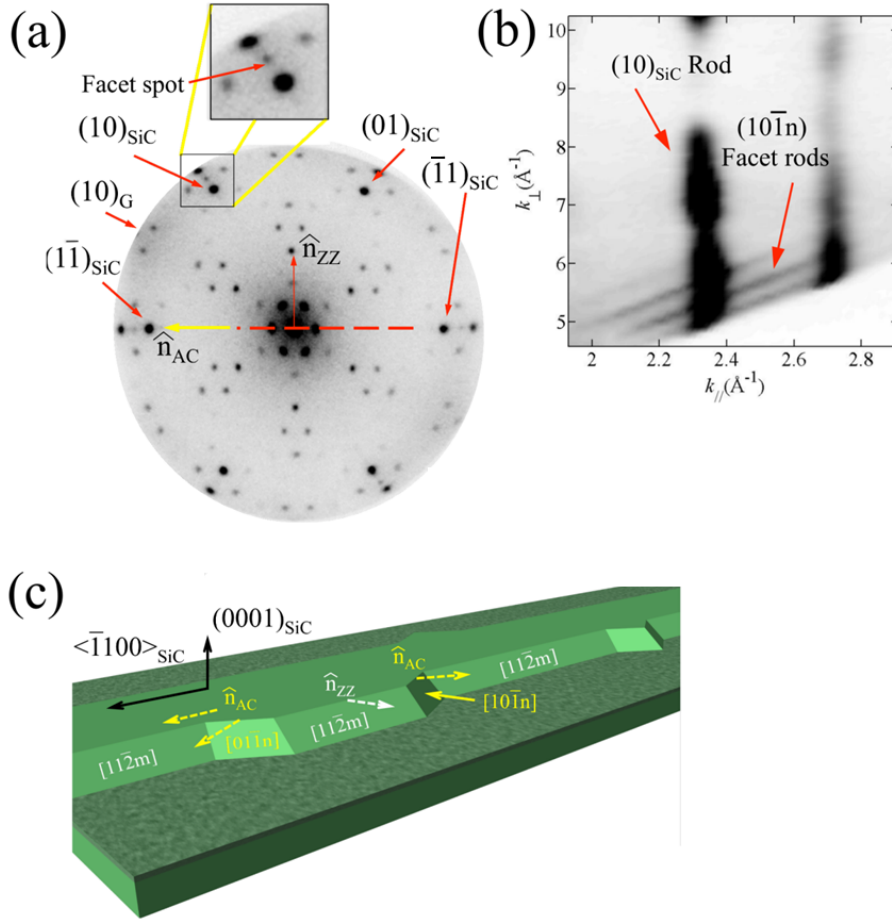 (a)
Facet spot
(10)SiC
(01)SiC
(10)G
(1̄1)SiC
(11̄)SiC
n̂ZZ
n̂AC
(b)
10
9
8
7
6
5
k⊥(Å⁻¹)
(10)SiC Rod
(101̄n)
Facet rods
2
2.2
2.4
2.6
2.8
k//(Å⁻¹)
(c)
(0001)SiC
<1̄100>SiC
n̂AC
n̂ZZ
n̂AC
[112̄m]
[011̄n]
[112̄m]
[101̄n]
[112̄m]